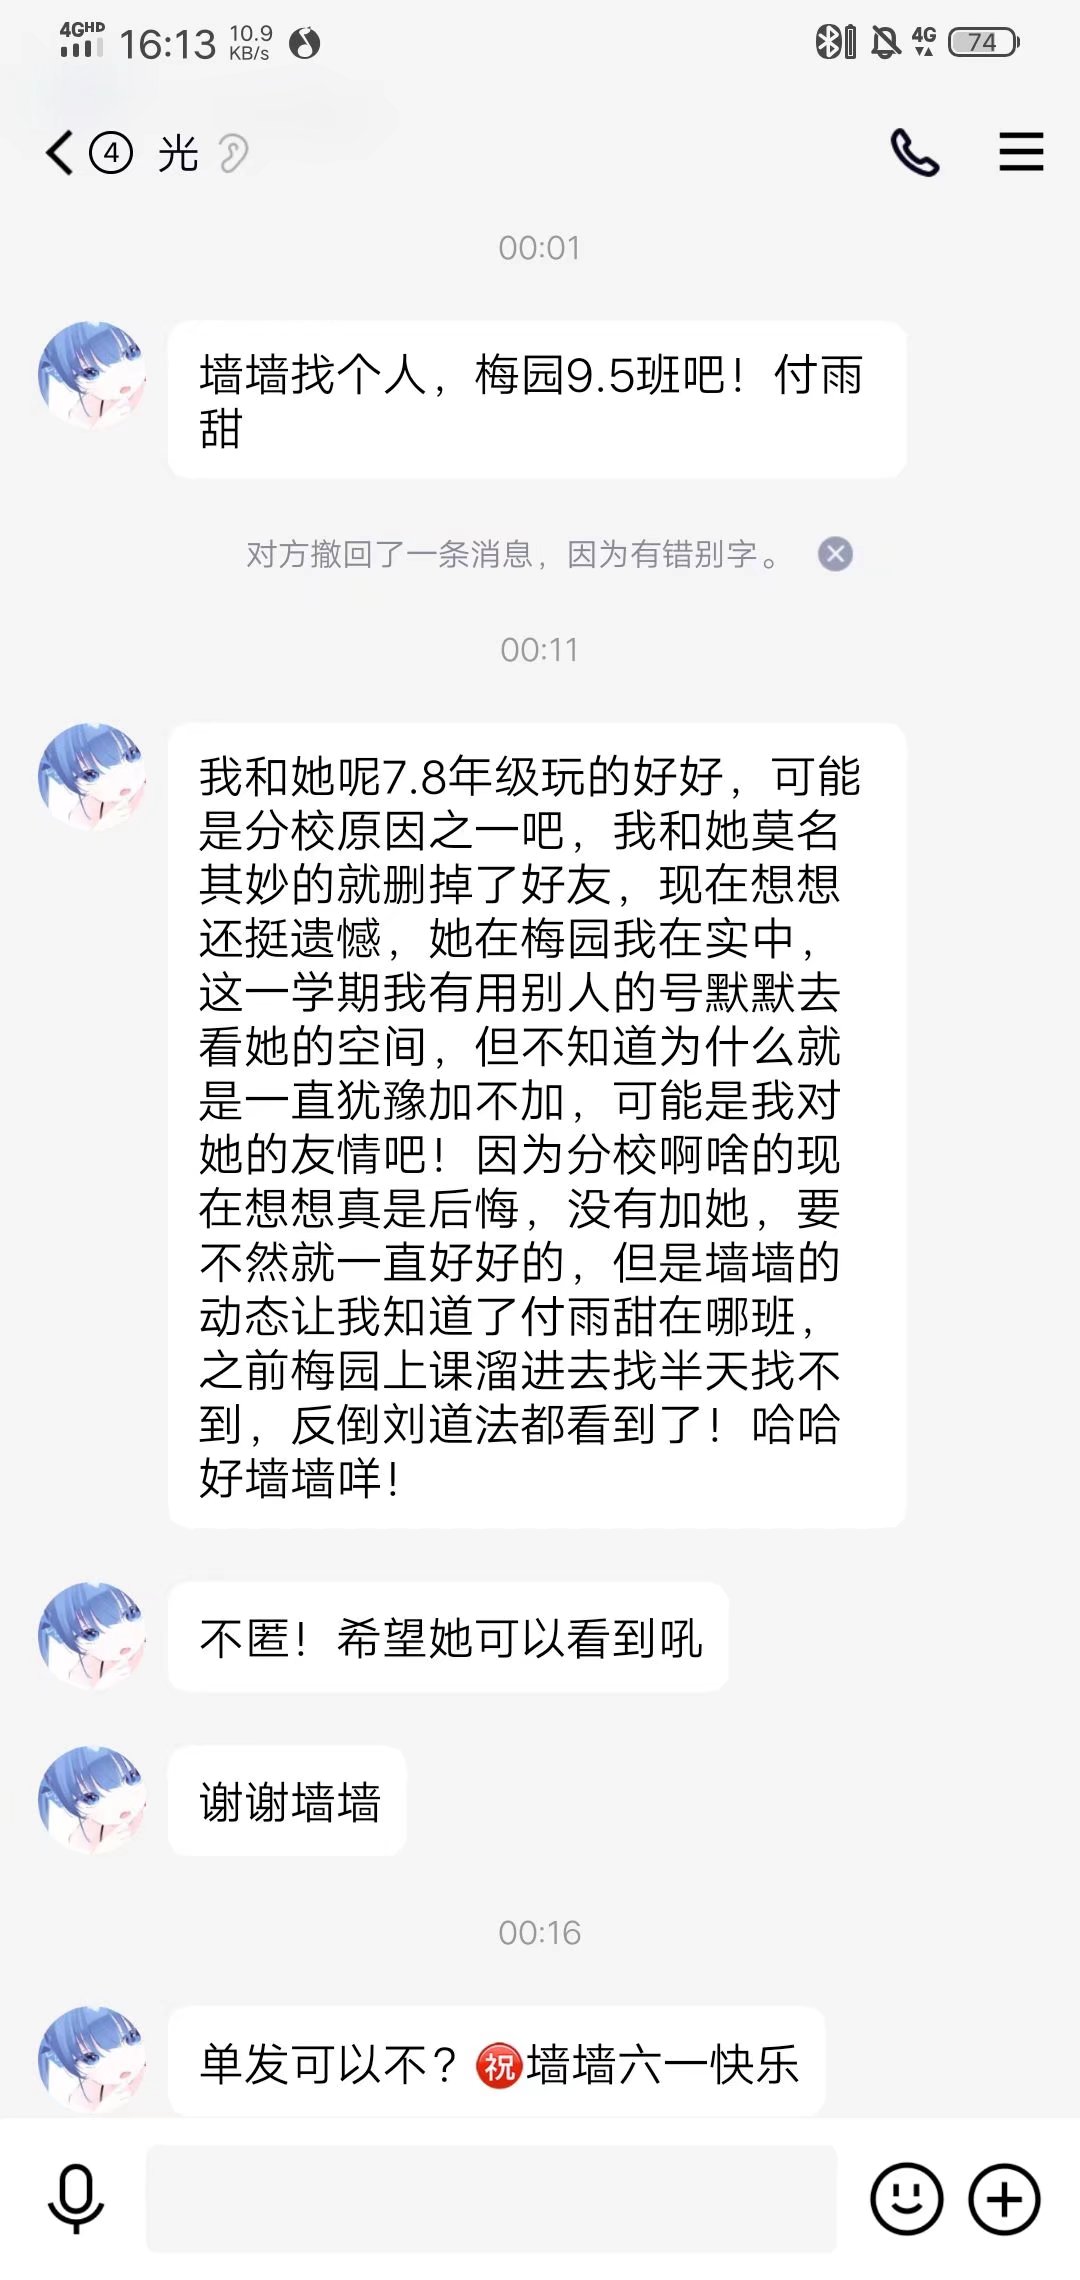 4GHD 16:13 10.9 KB/s 4G 74
4 光
00:01
墙墙找个人，梅园9.5班吧！付雨
甜
对方撤回了一条消息，因为有错别字。
00:11
我和她呢7.8年级玩的好好，可能
是分校原因之一吧，我和她莫名
其妙的就删掉了好友，现在想想
还挺遗憾，她在梅园我在实中，
这一学期我有用别人的号默默去
看她的空间，但不知道为什么就
是一直犹豫加不加，可能是我对
她的友情吧！因为分校啊啥的现
在想想真是后悔，没有加她，要
不然就一直好好的，但是墙墙的
动态让我知道了付雨甜在哪班，
之前梅园上课溜进去找半天找不
到，反倒刘道法都看到了！哈哈
好墙墙咩！
不匿！希望她可以看到吼
谢谢墙墙
00:16
单发可以不？㊗墙墙六一快乐